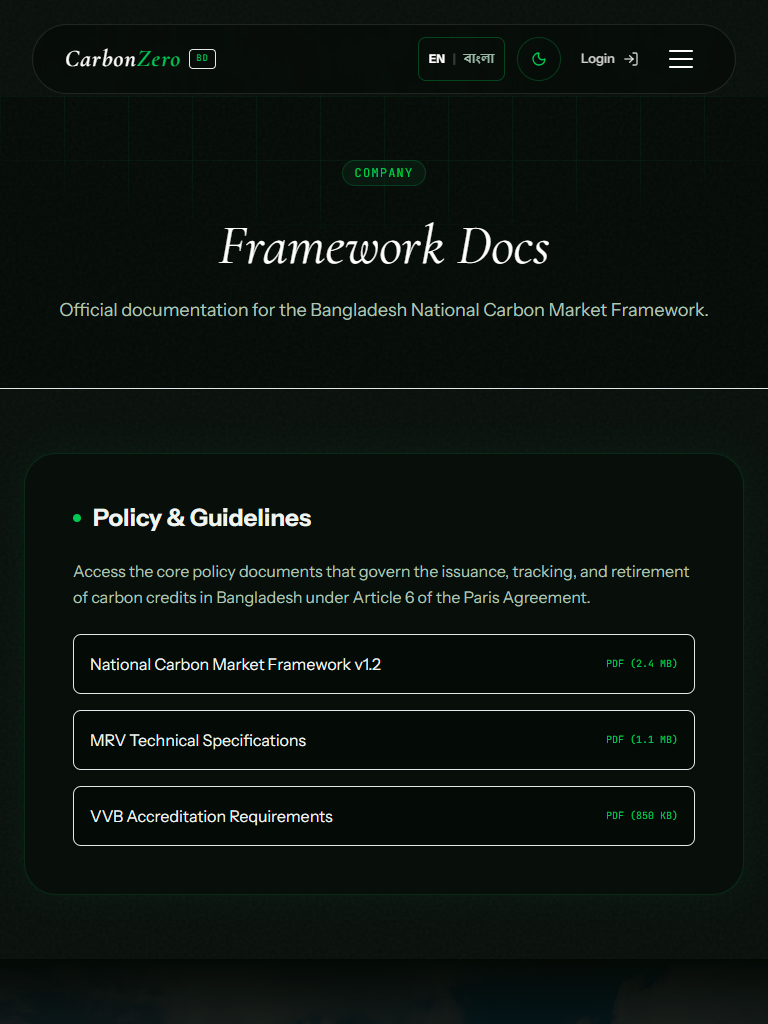 CarbonZero BD
EN | বাংলা
Login
COMPANY
Framework Docs
Official documentation for the Bangladesh National Carbon Market Framework.
Policy & Guidelines
Access the core policy documents that govern the issuance, tracking, and retirement
of carbon credits in Bangladesh under Article 6 of the Paris Agreement.
National Carbon Market Framework v1.2 PDF (2.4 MB)
MRV Technical Specifications PDF (1.1 MB)
VVB Accreditation Requirements PDF (850 KB)